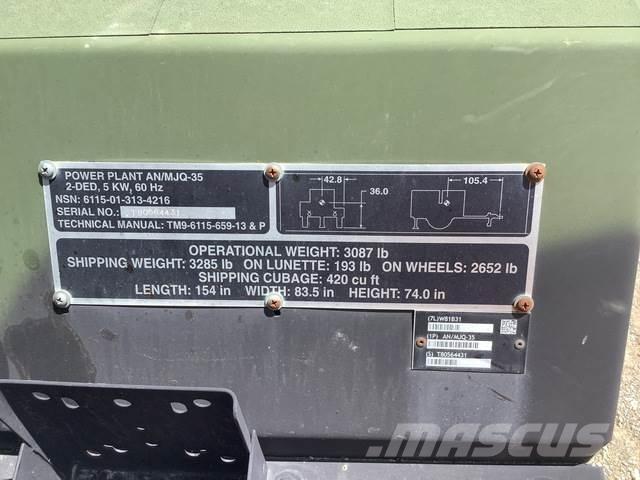 POWER PLANT AN/MJQ-35
2-DED, 5 KW, 60 Hz
NSN: 6115-01-313-4216
SERIAL NO.: T80564431
TECHNICAL MANUAL: TM9-6115-659-13 & P
42.8
36.0
105.4
OPERATIONAL WEIGHT: 3087 lb
SHIPPING WEIGHT: 3285 lb ON LUNETTE: 193 lb ON WHEELS: 2652 lb
SHIPPING CUBAGE: 420 cu ft
LENGTH: 154 in WIDTH: 83.5 in HEIGHT: 74.0 in
(7L)W81B31
(1P) AN/MJQ-35
(S) T80564431
MASCUS